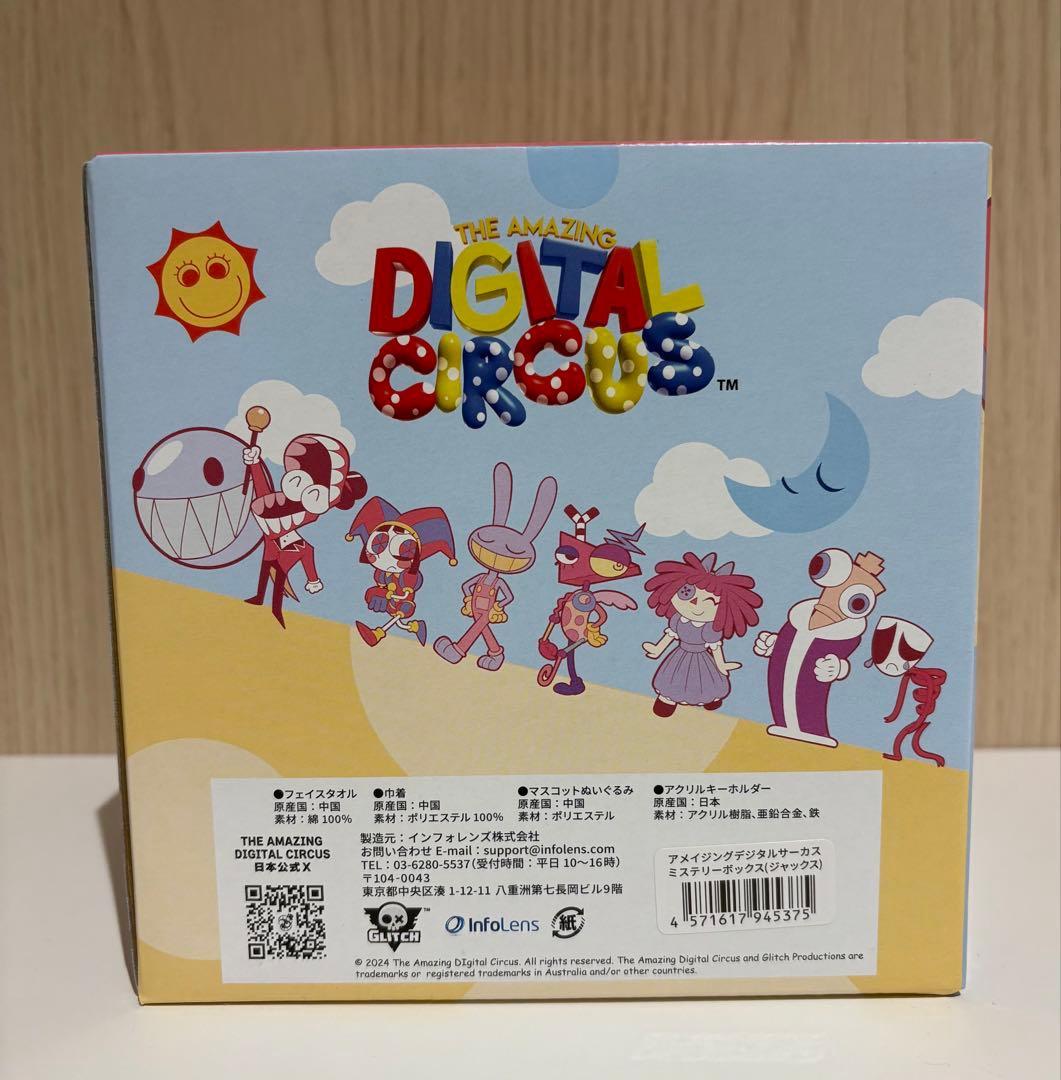 THE AMAZING
DIGITAL
CIRCUS™
●フェイスタオル
原産国：中国
素材：綿 100％
●巾着
原産国：中国
素材：ポリエステル 100％
●マスコットぬいぐるみ
原産国：中国
素材：ポリエステル
●アクリルキーホルダー
原産国：日本
素材：アクリル樹脂、亜鉛合金、鉄
THE AMAZING
DIGITAL CIRCUS
日本公式 X
製造元：インフォレンズ株式会社
お問い合わせ E-mail：support@infolens.com
TEL：03-6280-5537（受付時間：平日 10〜16時）
〒104-0043
東京都中央区湊 1-12-11 八重洲第七長岡ビル9階
GLITCH™
InfoLens
紙
アメイジングデジタルサーカス
ミステリーボックス(ジャックス)
4 571617 945375
© 2024 The Amazing DIgital Circus. All rights reserved. The Amazing Digital Circus and Glitch Productions are
trademarks or registered trademarks in Australia and/or other countries.